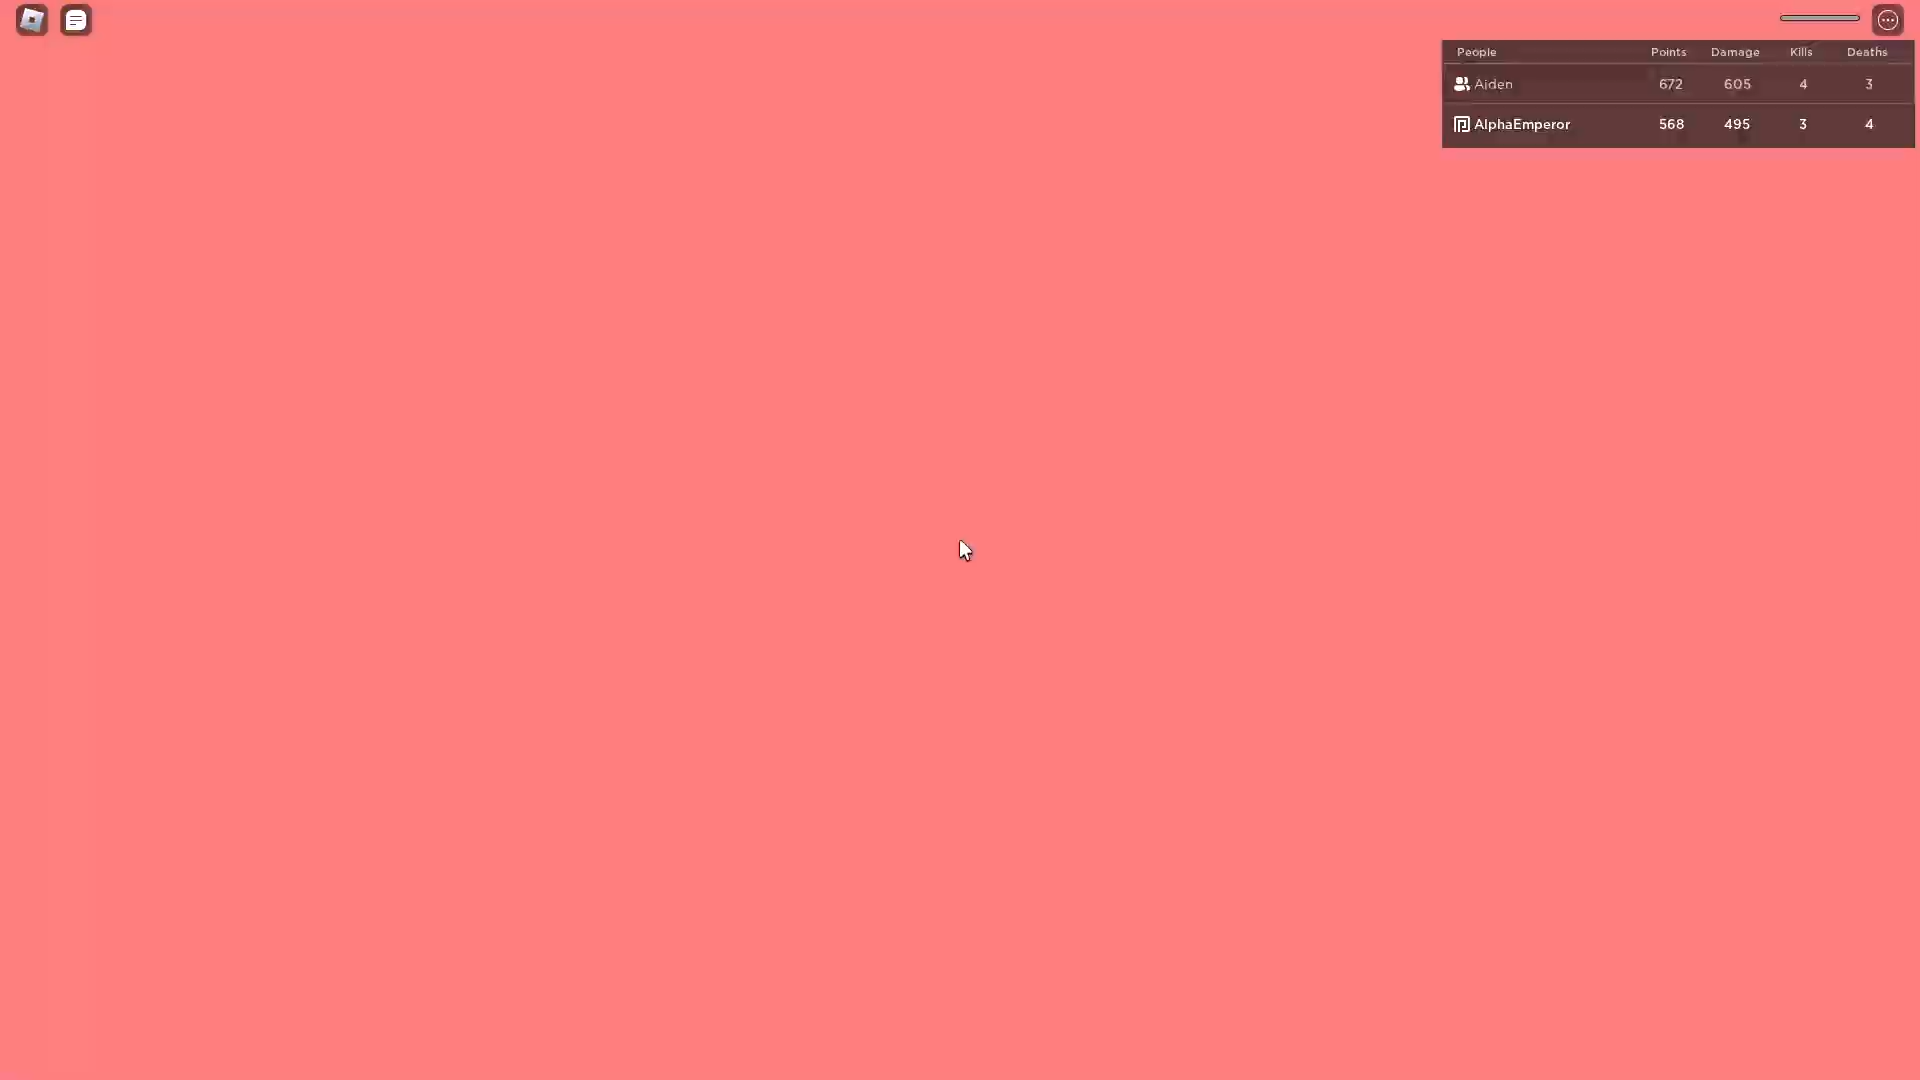 People Points Damage Kills Deaths
Aiden 672 605 4 3
AlphaEmperor 568 495 3 4